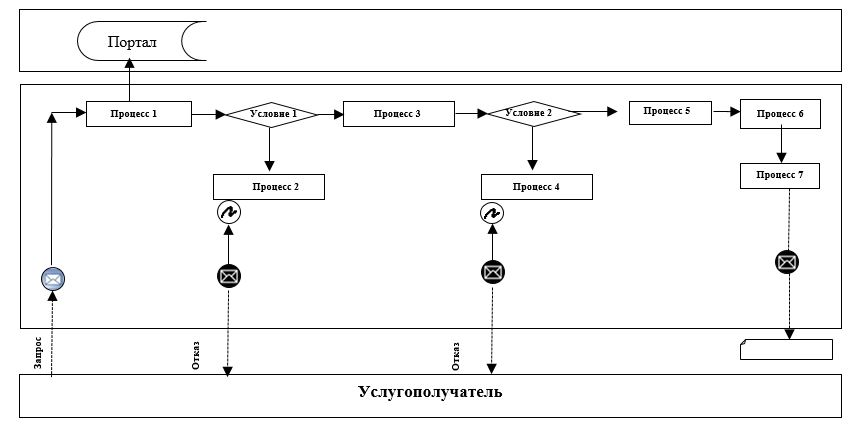 Портал
Процесс 1
Условие 1
Процесс 3
Условие 2
Процесс 5
Процесс 6
Процесс 2
Процесс 4
Процесс 7
Запрос
Отказ
Отказ
Услугополучатель